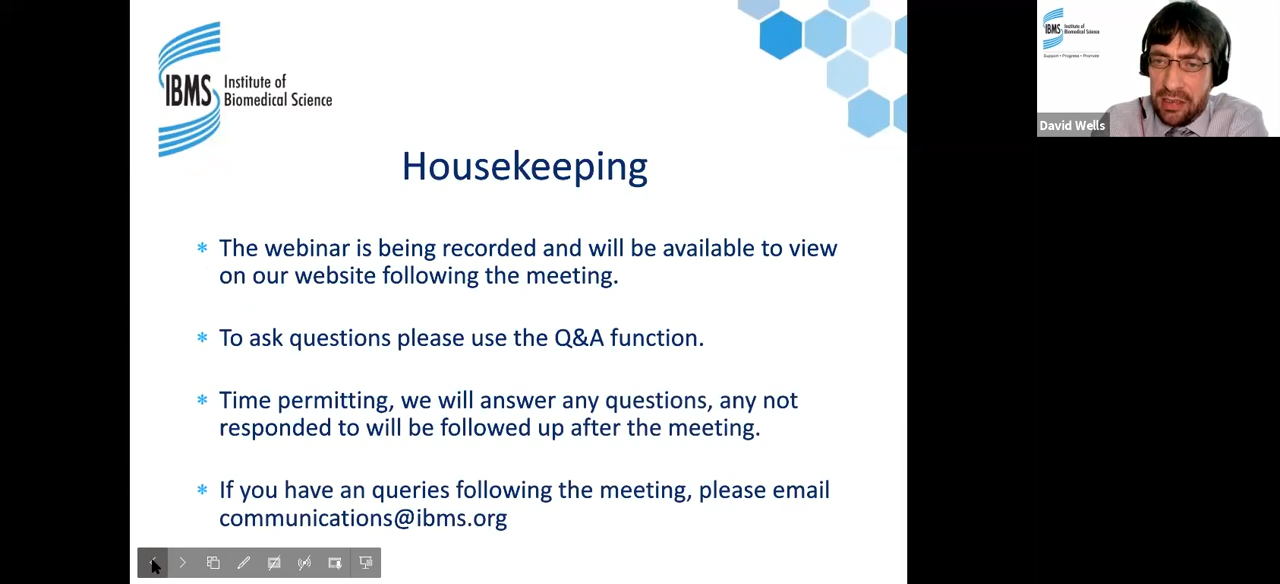 IBMS
Institute of
Biomedical Science
Housekeeping
The webinar is being recorded and will be available to view
on our website following the meeting.
To ask questions please use the Q&A function.
Time permitting, we will answer any questions, any not
responded to will be followed up after the meeting.
If you have an queries following the meeting, please email
communications@ibms.org
IBMS
Institute of
Biomedical Science
Support • Progress • Promote
David Wells